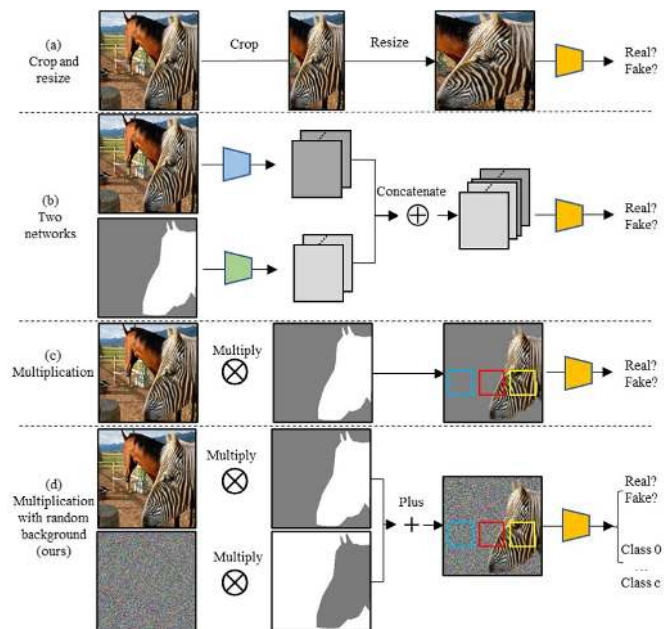 (a)
Crop and
resize
Crop
Resize
Real?
Fake?
(b)
Two
networks
Concatenate
Real?
Fake?
(c)
Multiplication
Multiply
Real?
Fake?
(d)
Multiplication
with random
background
(ours)
Multiply
Multiply
Plus
Real?
Fake?
Class 0
...
Class c